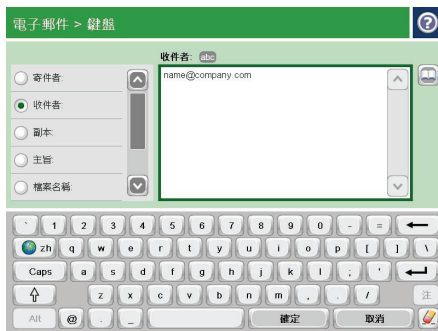 電子郵件 > 鍵盤
?
收件者: abc
寄件者:
收件者:
副本:
主旨:
檔案名稱:
name@company.com
` 1 2 3 4 5 6 7 8 9 0 - =
zh q w e r t y u i o p [ ] \
Caps a s d f g h j k l ; '
z x c v b n m , . / 注
Alt @ . _ 確定 取消